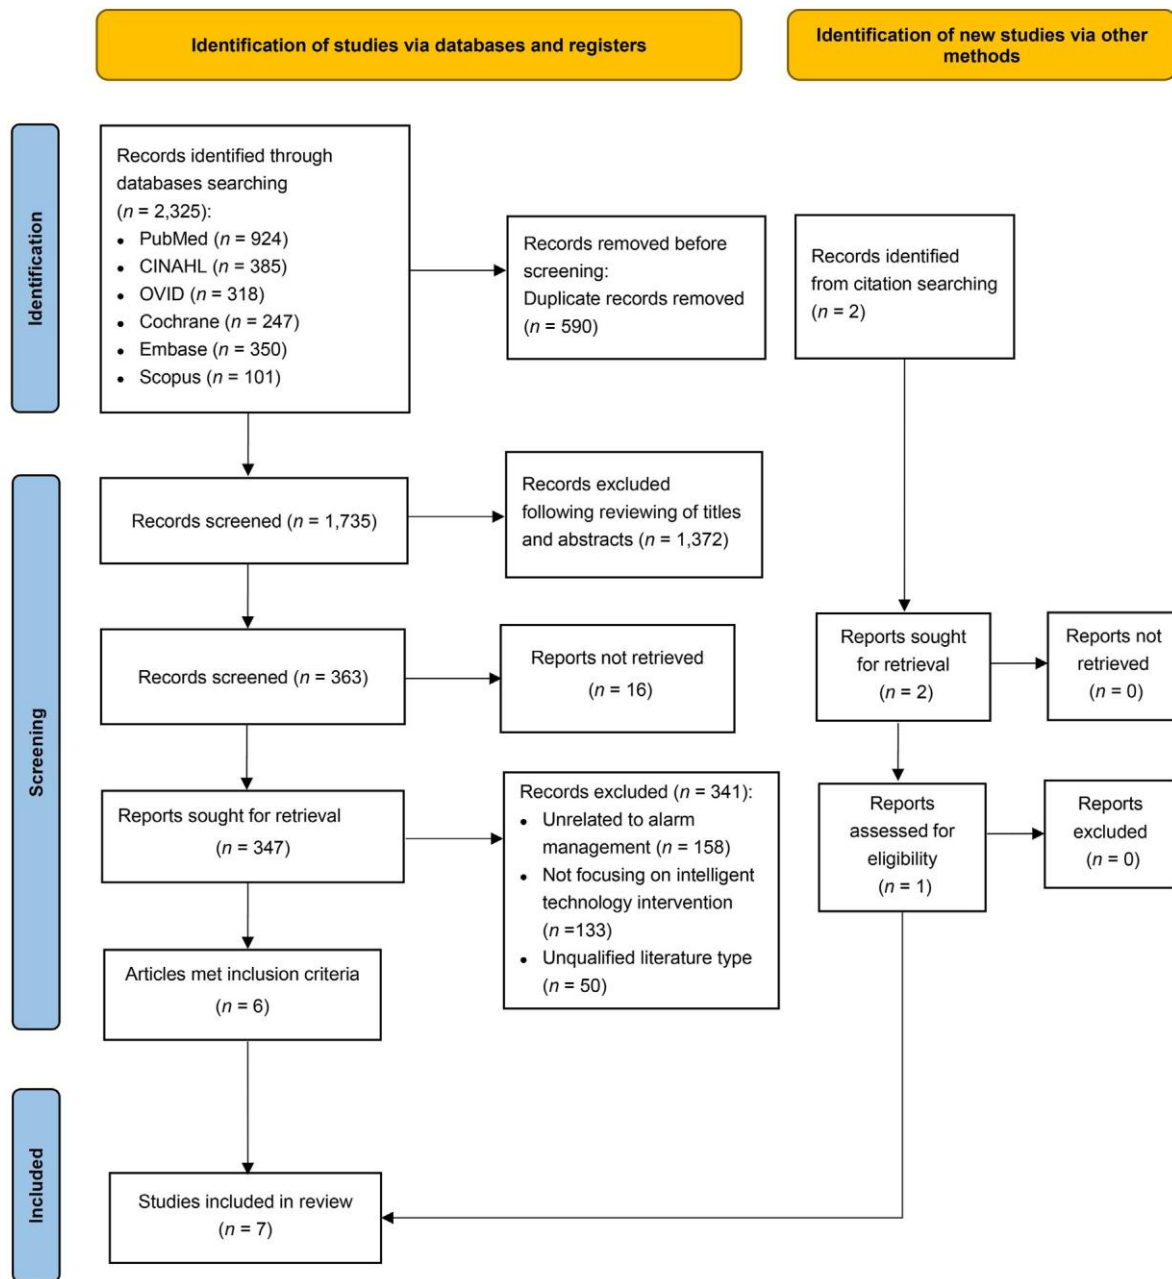 Identification of studies via databases and registers
Identification of new studies via other
methods
Identification
Records identified through
databases searching
(n = 2,325):
• PubMed (n = 924)
• CINAHL (n = 385)
• OVID (n = 318)
• Cochrane (n = 247)
• Embase (n = 350)
• Scopus (n = 101)
Records removed before
screening:
Duplicate records removed
(n = 590)
Records identified
from citation searching
(n = 2)
Screening
Records screened (n = 1,735)
Records excluded
following reviewing of titles
and abstracts (n = 1,372)
Records screened (n = 363)
Reports not retrieved
(n = 16)
Reports sought
for retrieval
(n = 2)
Reports not
retrieved
(n = 0)
Reports sought for retrieval
(n = 347)
Records excluded (n = 341):
• Unrelated to alarm
management (n = 158)
• Not focusing on intelligent
technology intervention
(n =133)
• Unqualified literature type
(n = 50)
Reports
assessed for
eligibility
(n = 1)
Reports
excluded
(n = 0)
Articles met inclusion criteria
(n = 6)
Included
Studies included in review
(n = 7)